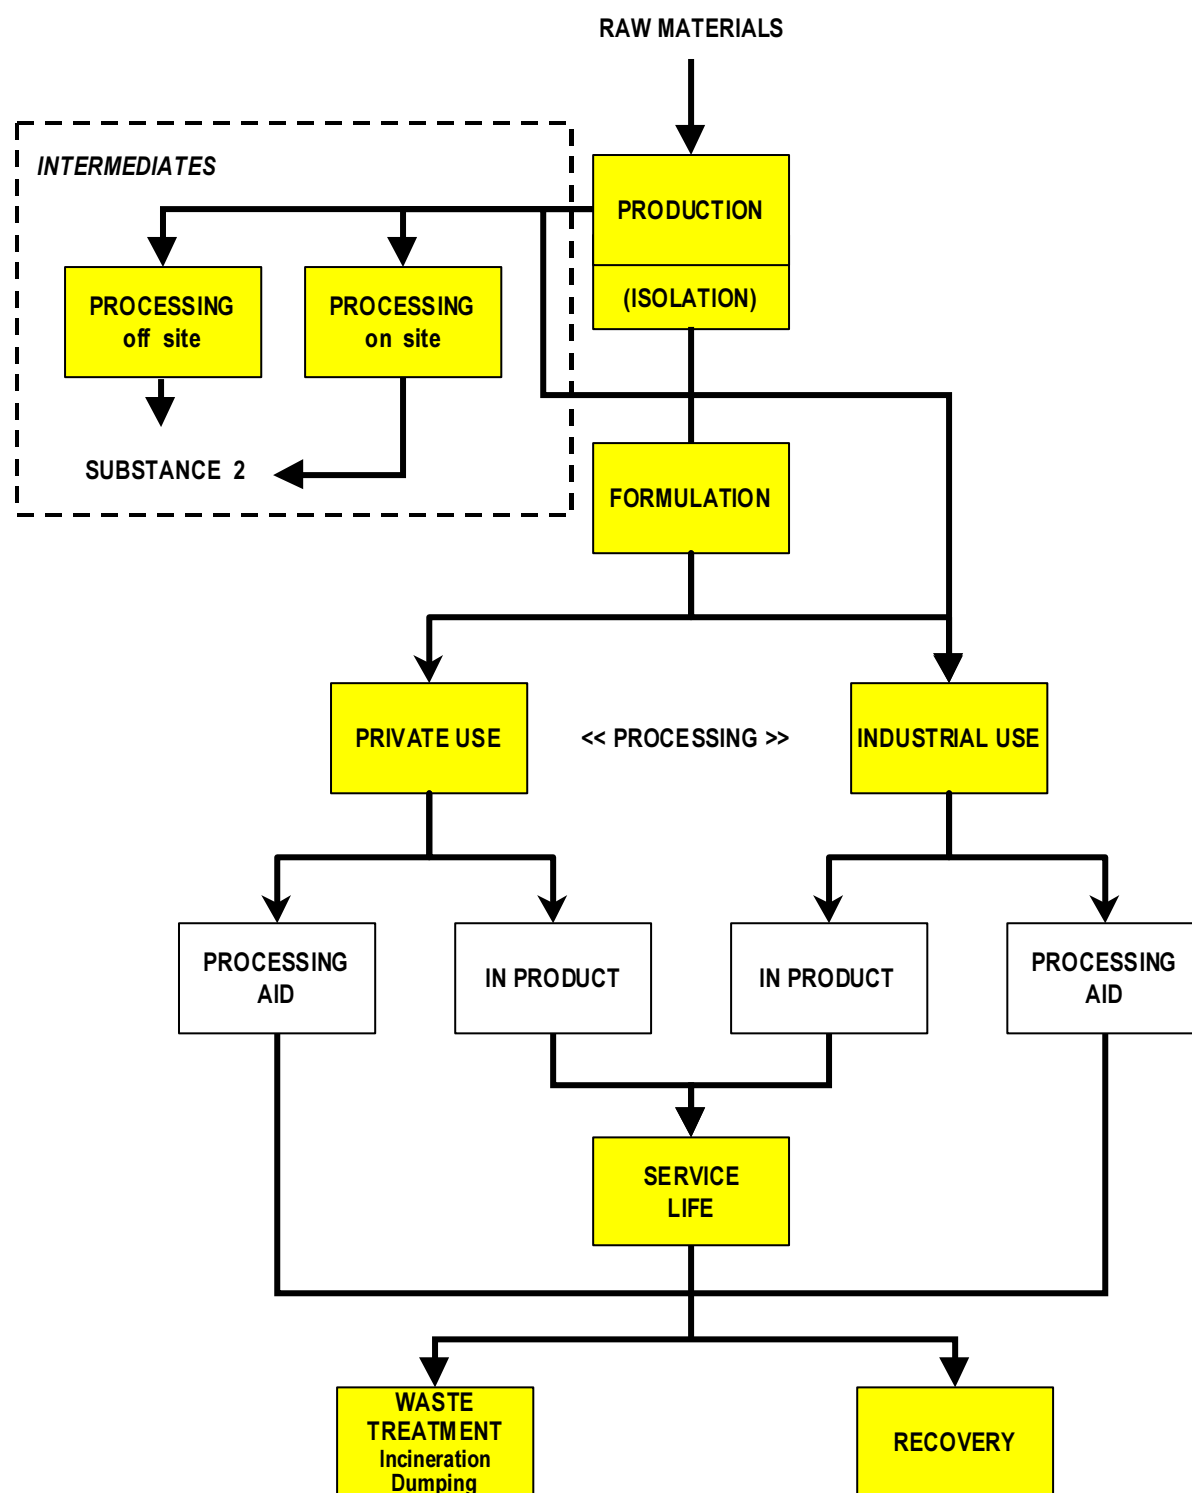 RAW MATERIALS
INTERMEDIATES
PRODUCTION
(ISOLATION)
PROCESSING
off site
PROCESSING
on site
SUBSTANCE 2
FORMULATION
PRIVATE USE
<< PROCESSING >>
INDUSTRIAL USE
PROCESSING
AID
IN PRODUCT
IN PRODUCT
PROCESSING
AID
SERVICE
LIFE
WASTE
TREATMENT
Incineration
Dumping
RECOVERY